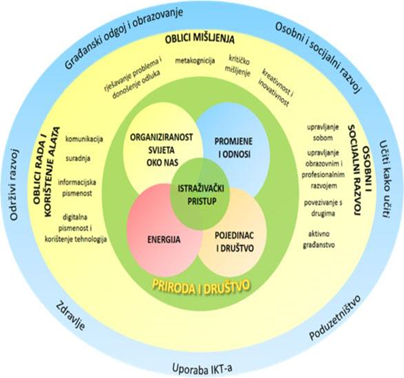 Građanski odgoj i obrazovanje
Osobni i socijalni razvoj
OBLICI MIŠLJENJA
rješavanje problema i
donošenje odluka
metakognicija
kritičko
mišljenje
kreativnost i
inovativnost
Održivi razvoj
OBLICI RADA I
KORIŠTENJE ALATA
komunikacija
suradnja
informacijska
pismenost
digitalna
pismenost i
korištenje tehnologija
ORGANIZIRANOST
SVIJETA
OKO NAS
PROMJENE
I ODNOSI
ISTRAŽIVAČKI
PRISTUP
ENERGIJA
POJEDINAC
I DRUŠTVO
PRIRODA I DRUŠTVO
upravljanje
sobom
upravljanje
obrazovnim i
profesionalnim
razvojem
povezivanje s
drugima
aktivno
građanstvo
OSOBNI I
SOCIJALNI RAZVOJ
Učiti kako učiti
Zdravlje
Uporaba IKT-a
Poduzetništvo